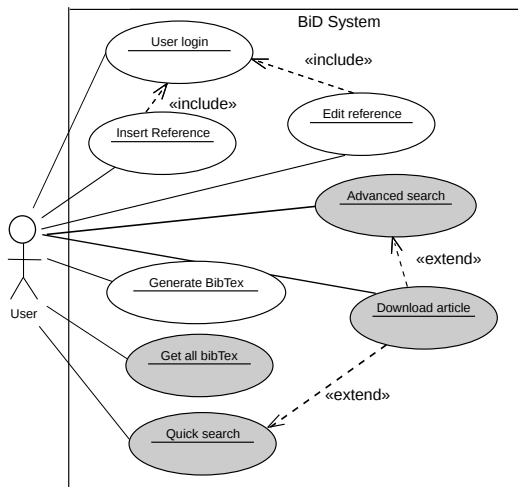 BiD System
User login
«include»
«include»
Edit reference
Insert Reference
Advanced search
«extend»
Generate BibTex
Download article
User
Get all bibTex
«extend»
Quick search